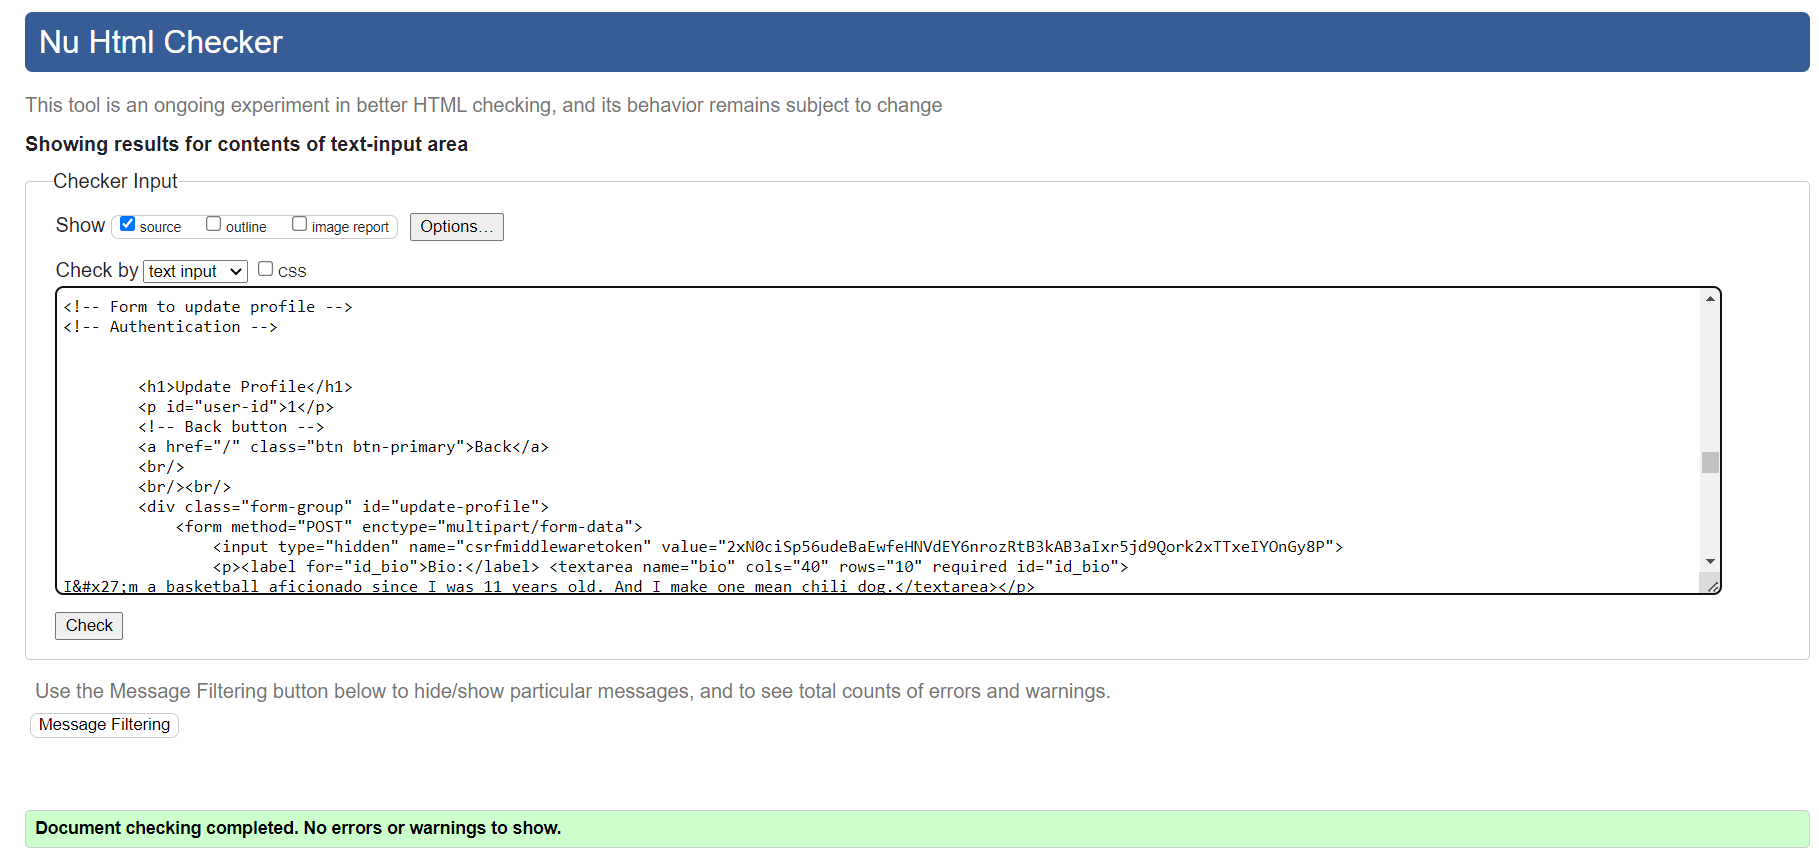 Nu Html Checker
This tool is an ongoing experiment in better HTML checking, and its behavior remains subject to change
Showing results for contents of text-input area
Checker Input
Show source outline image report Options...
Check by text input CSS
<!-- Form to update profile -->
<!-- Authentication -->
<h1>Update Profile</h1>
<p id="user-id">1</p>
<!-- Back button -->
<a href="/" class="btn btn-primary">Back</a>
<br/>
<br/><br/>
<div class="form-group" id="update-profile">
<form method="POST" enctype="multipart/form-data">
<input type="hidden" name="csrfmiddlewaretoken" value="2xN0ciSp56udeBaEwfeHNVdEY6nrozRtB3kAB3aIxr5jd9Qork2xTTxeIYOnGy8P">
<p><label for="id_bio">Bio:</label> <textarea name="bio" cols="40" rows="10" required id="id_bio">
I&#x27;m a basketball aficionado since I was 11 years old. And I make one mean chili dog.</textarea></p>
Check
Use the Message Filtering button below to hide/show particular messages, and to see total counts of errors and warnings.
Message Filtering
Document checking completed. No errors or warnings to show.